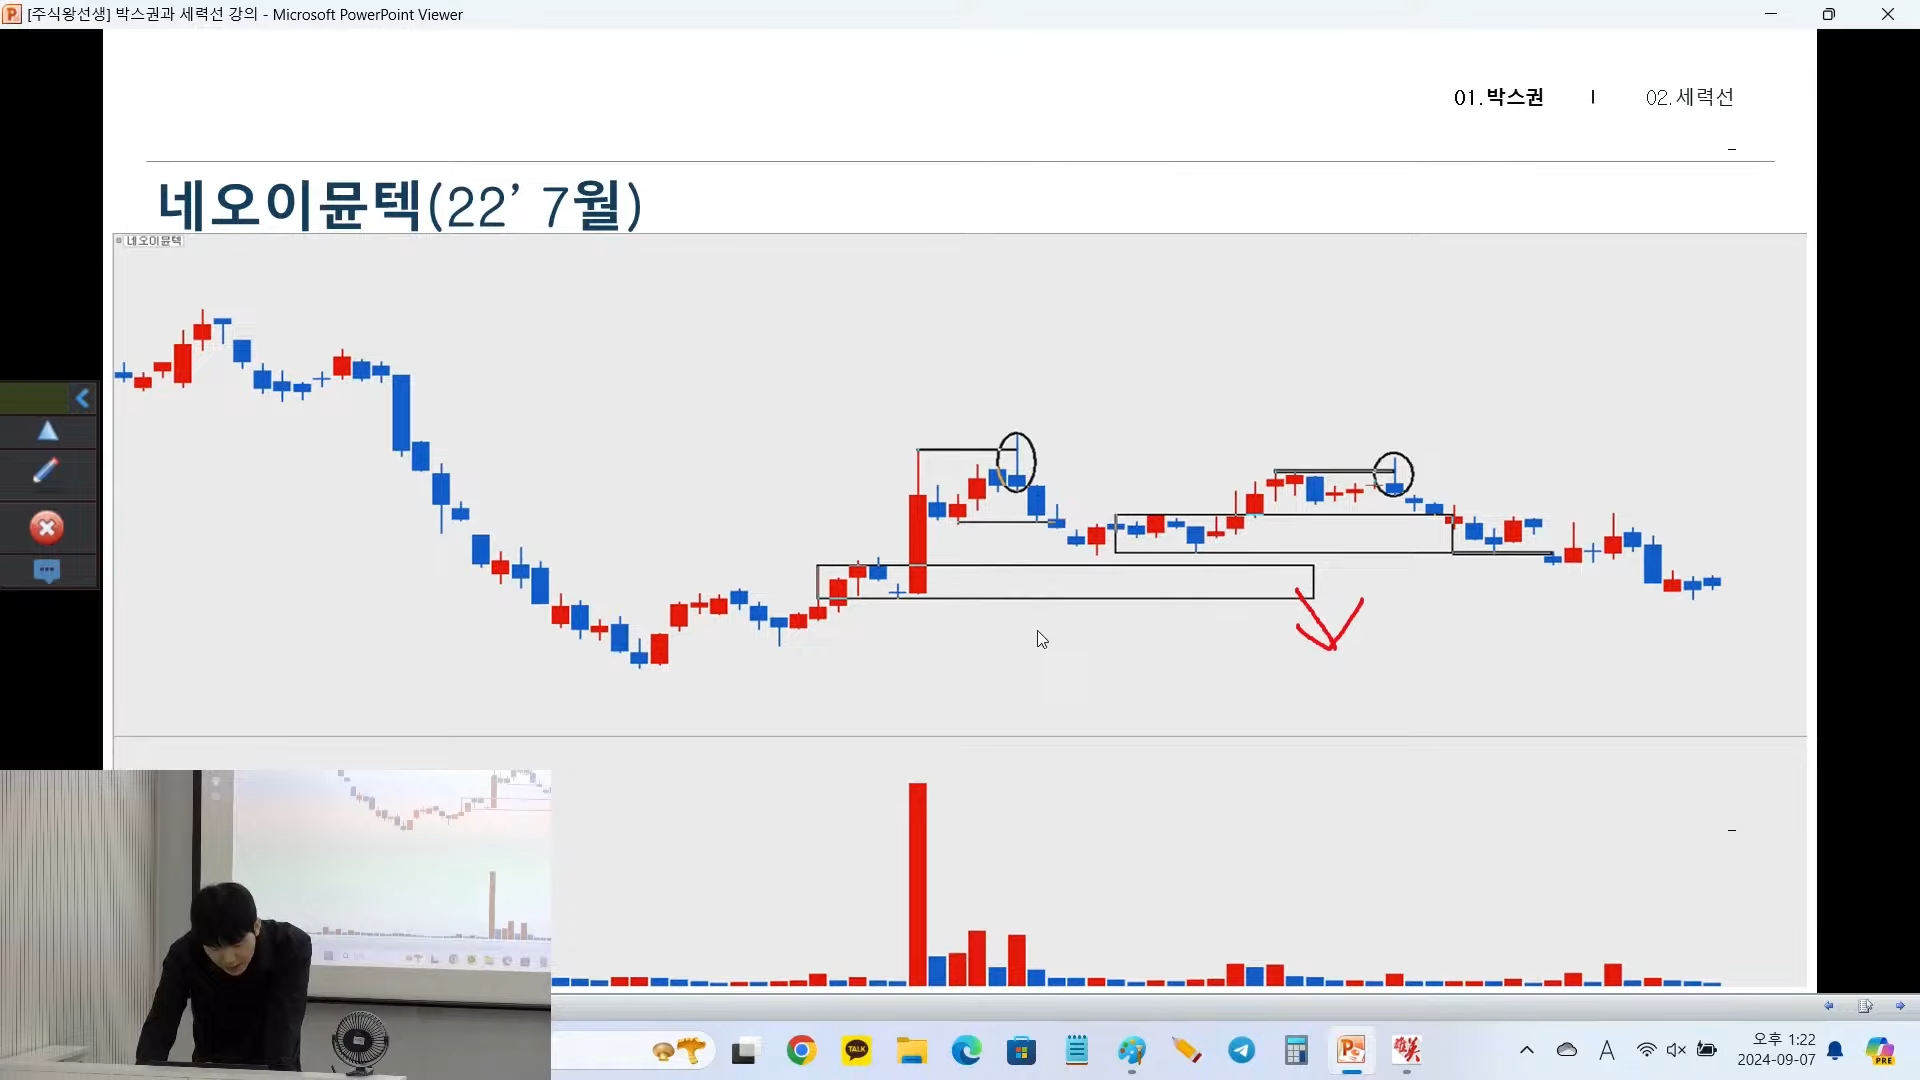 [주식왕선생] 박스권과 세력선 강의 - Microsoft PowerPoint Viewer
01.박스권 | 02.세력선
네오이뮨텍(22’ 7월)
네오이뮨텍
TALK
A
오후 1:22
2024-09-07
PRE